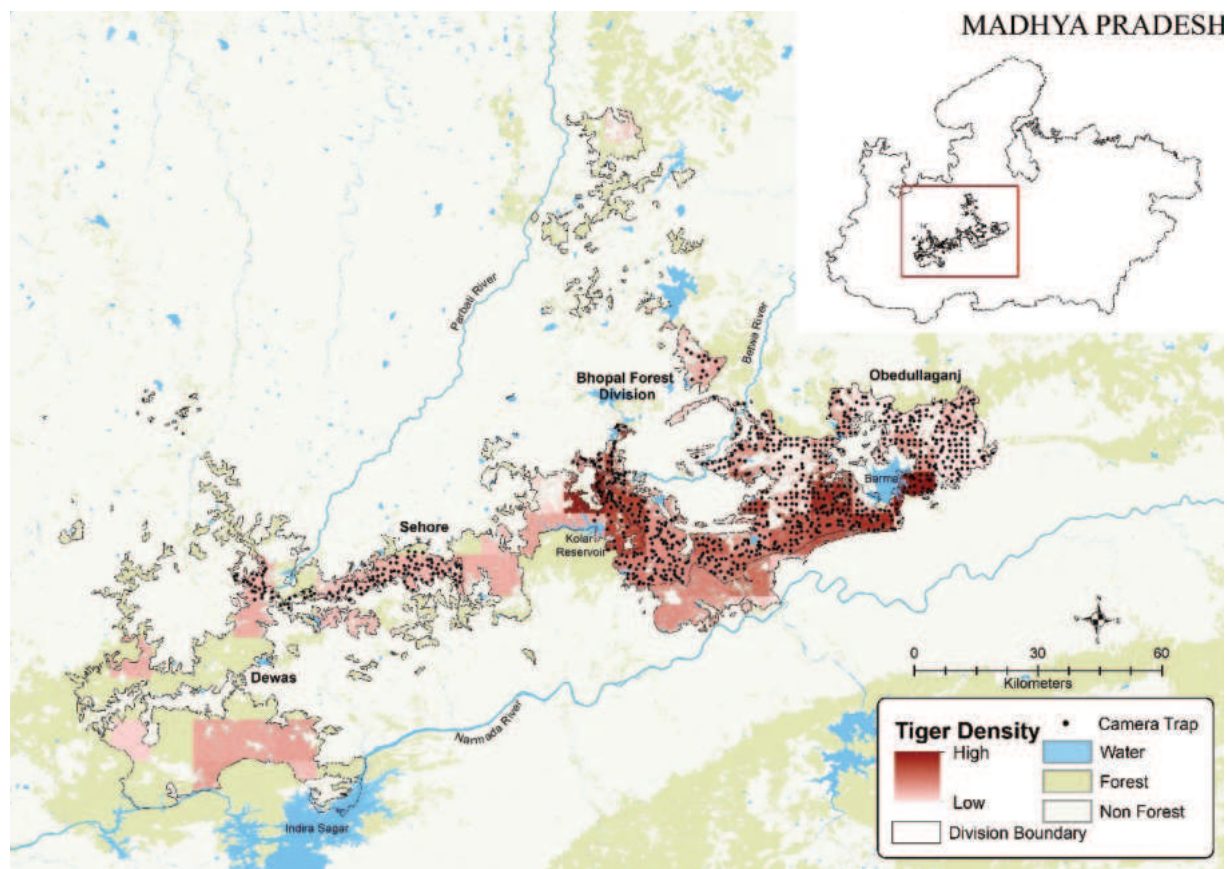 MADHYA PRADESH
Parbati River
Betwa River
Bhopal Forest
Division
Obedullaganj
Barna
Sehore
Kolar
Reservoir
Dewas
Narmada River
Indira Sagar
0 30 60
Kilometers
Tiger Density
High
Low
Division Boundary
Camera Trap
Water
Forest
Non Forest